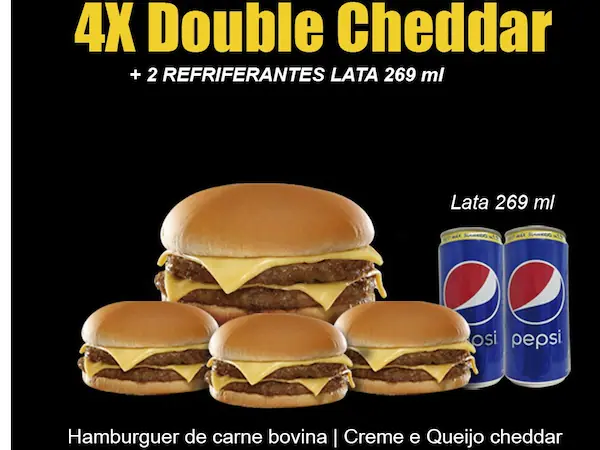 4X Double Cheddar
+ 2 REFRIFERANTES LATA 269 ml
Lata 269 ml
psi
pepsi
Hamburguer de carne bovina | Creme e Queijo cheddar